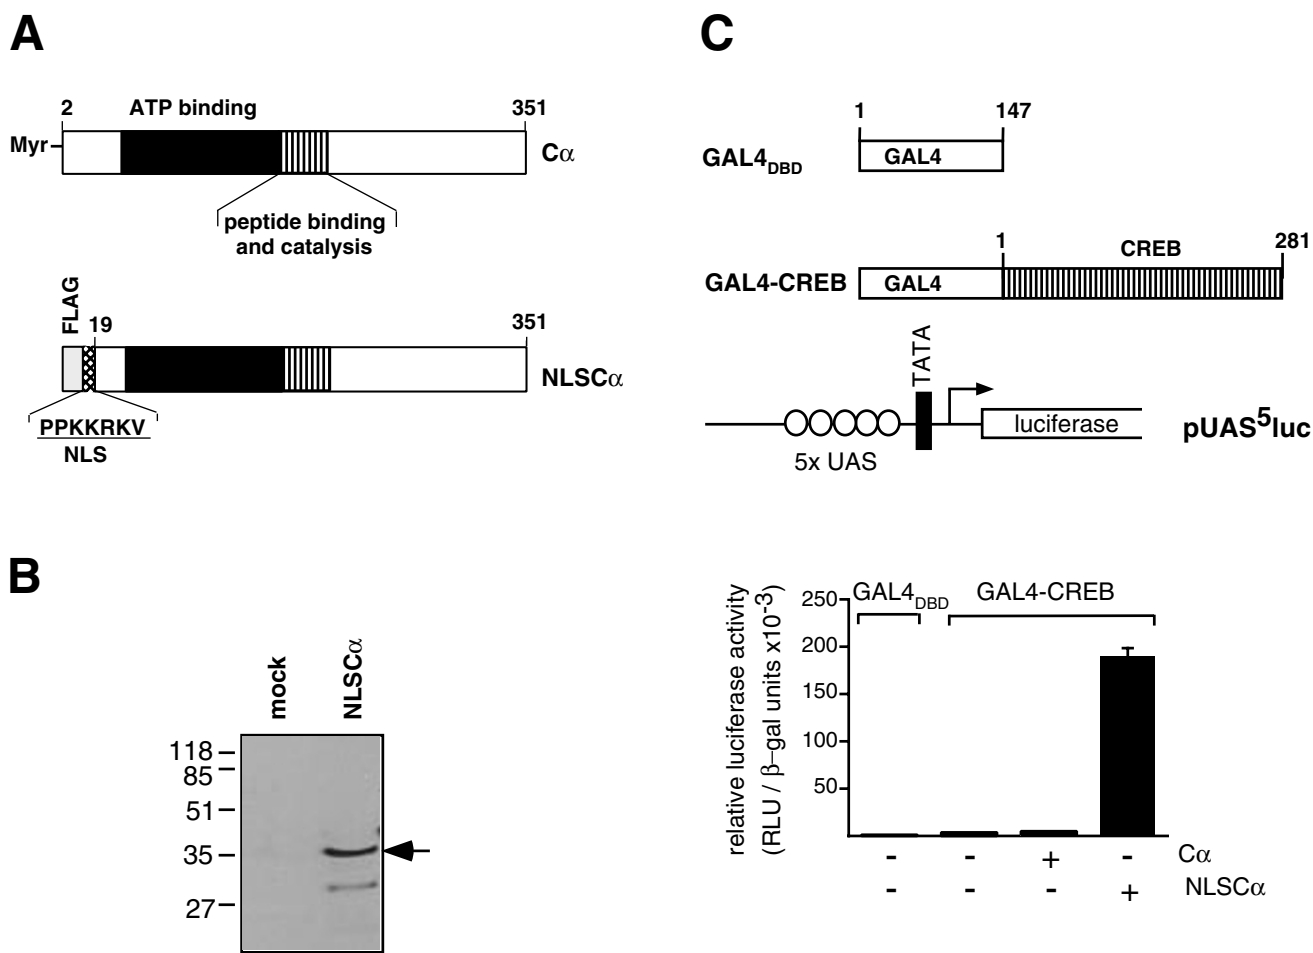 A
2 ATP binding 351
Myr
Cα
peptide binding
and catalysis
FLAG
19
351
NLSCα
PPKKRKV
NLS
B
mock
NLSCα
118
85
51
35
27
C
1 147
GAL4DBD
GAL4
1 CREB 281
GAL4-CREB
GAL4
TATA
luciferase
pUAS5luc
5x UAS
relative luciferase activity
(RLU / β–gal units x10-3)
GAL4DBD GAL4-CREB
250
200
150
100
50
- - + - Cα
- - - + NLSCα